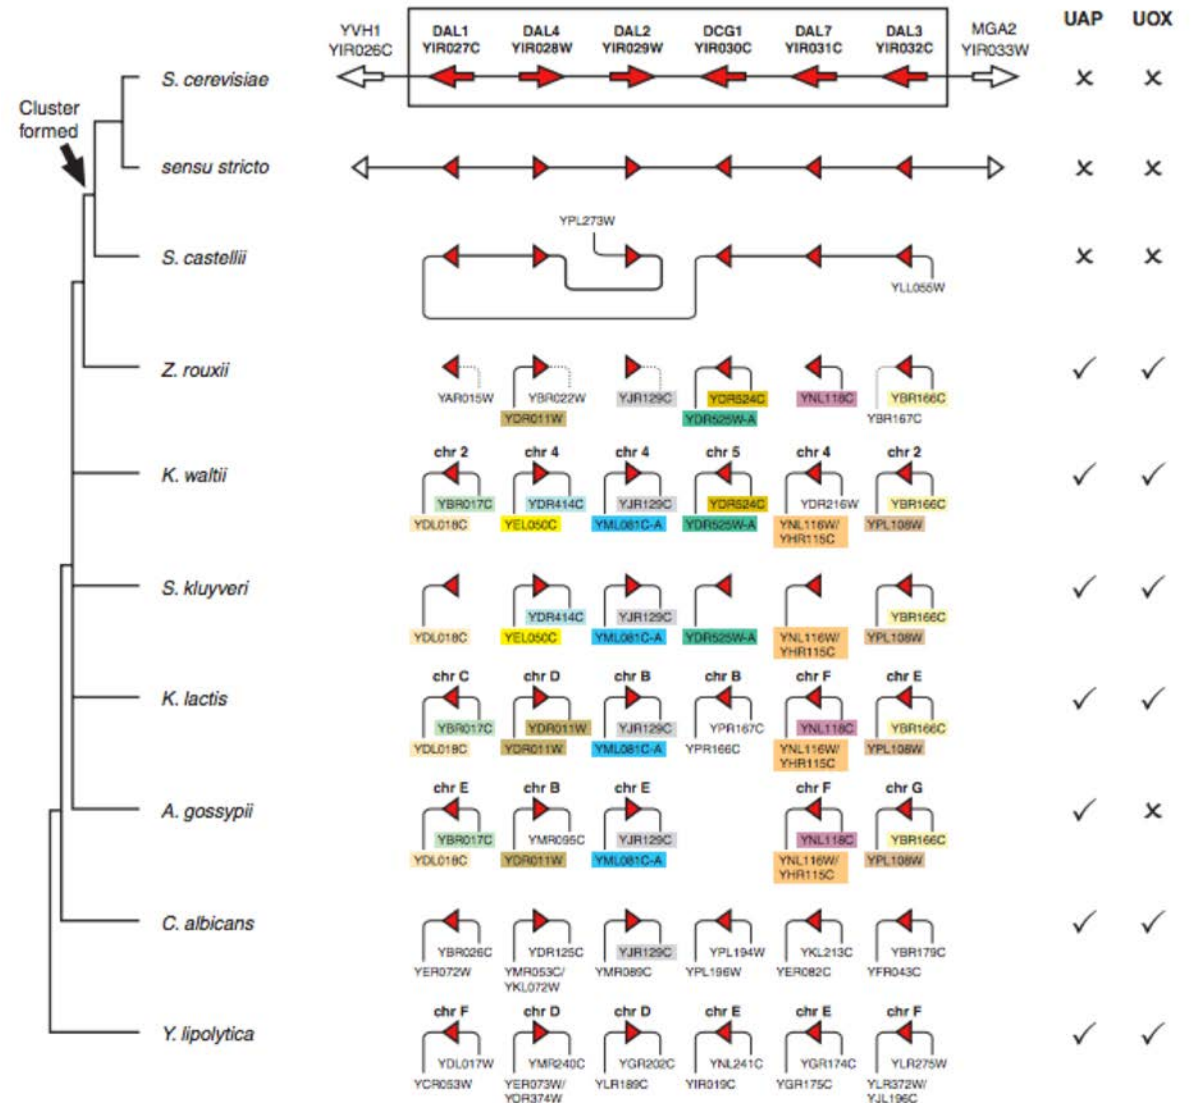 UAP UOX
YVH1 DAL1 DAL4 DAL2 DCG1 DAL7 DAL3 MGA2
YIR026C YIR027C YIR028W YIR029W YIR030C YIR031C YIR032C YIR033W
S. cerevisiae ✗ ✗
Cluster
formed
sensu stricto ✗ ✗
YPL273W
S. castellii ✗ ✗
YLL055W
Z. rouxii ✓ ✓
YAR015W YBR022W YJR129C YDR524C YNL118C YBR166C
YDR011W YDR525W-A YBR167C
chr 2 chr 4 chr 4 chr 5 chr 4 chr 2
K. waltii ✓ ✓
YBR017C YDR414C YJR129C YDR524C YDR216W YBR166C
YDL018C YEL050C YML081C-A YDR525W-A YNL116W/ YPL108W
YHR115C
S. kluyveri ✓ ✓
YDR414C YJR129C YBR166C
YDL018C YEL050C YML081C-A YDR525W-A YNL116W/ YPL108W
YHR115C
chr C chr D chr B chr B chr F chr E
K. lactis ✓ ✓
YBR017C YDR011W YJR129C YPR167C YNL118C YBR166C
YDL018C YDR011W YML081C-A YPR166C YNL116W/ YPL108W
YHR115C
chr E chr B chr E chr F chr G
A. gossypii ✓ ✗
YBR017C YMR095C YJR129C YNL118C YBR166C
YDL018C YDR011W YML081C-A YNL116W/ YPL108W
YHR115C
C. albicans ✓ ✓
YBR026C YDR125C YJR129C YPL194W YKL213C YBR179C
YER072W YMR053C/ YMR089C YPL196W YER082C YFR043C
YKL072W
chr F chr D chr D chr E chr E chr F
Y. lipolytica ✓ ✓
YDL017W YMR240C YGR202C YNL241C YGR174C YLR275W
YCR053W YER073W/ YLR189C YIR019C YGR175C YLR372W/
YDR374W YJL196C